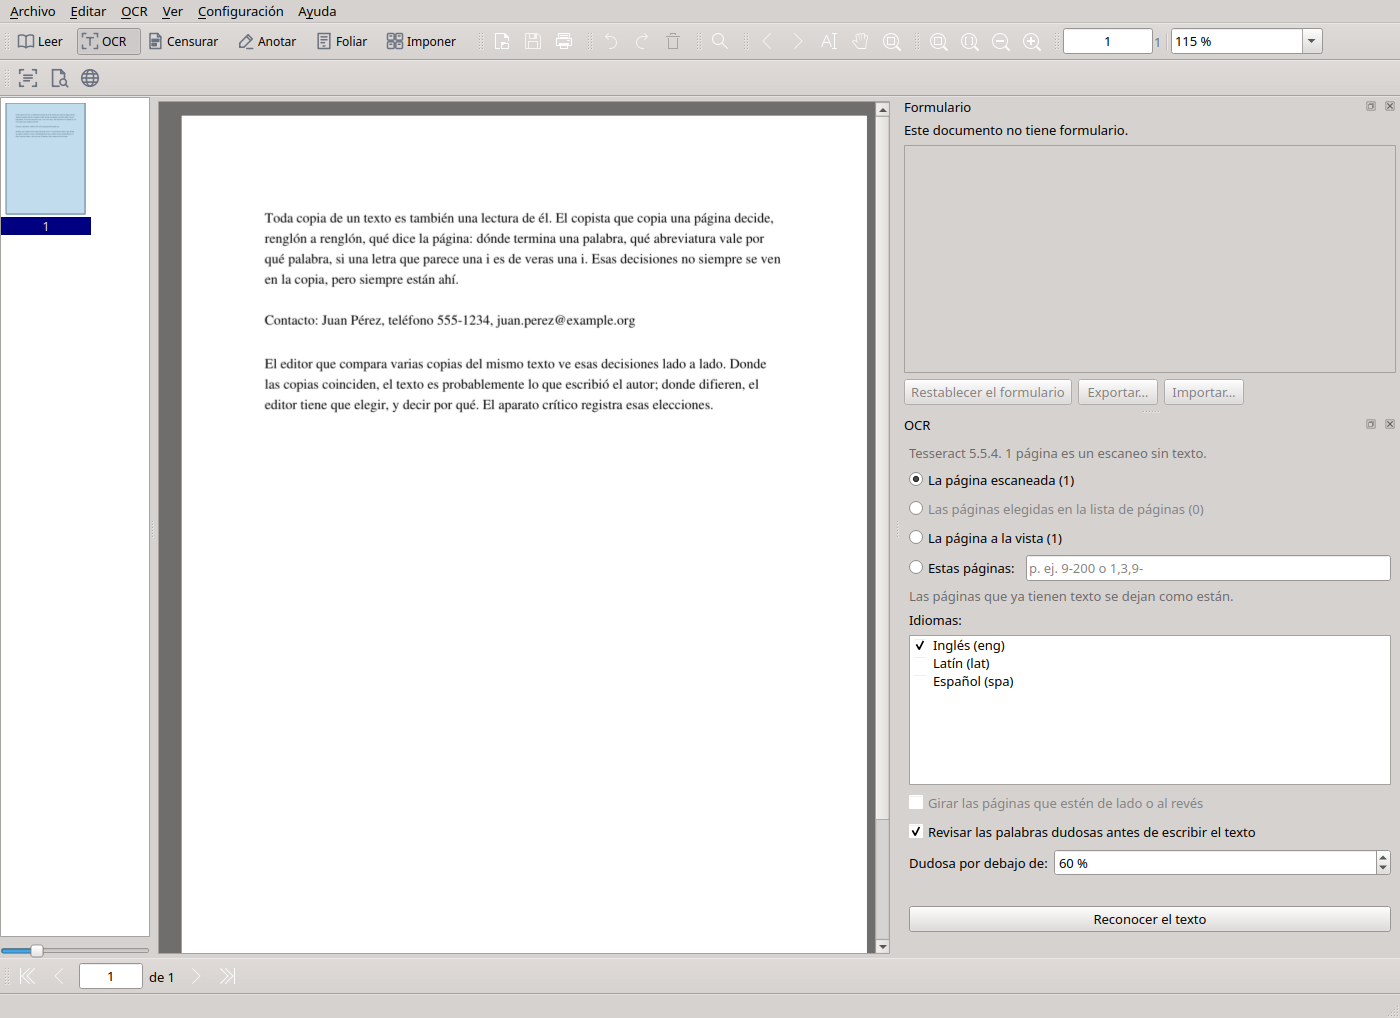 Archivo Editar OCR Ver Configuración Ayuda
Leer OCR Censurar Anotar Foliar Imponer 1 1 115 %
1
Toda copia de un texto es también una lectura de él. El copista que copia una página decide,
renglón a renglón, qué dice la página: dónde termina una palabra, qué abreviatura vale por
qué palabra, si una letra que parece una i es de veras una i. Esas decisiones no siempre se ven
en la copia, pero siempre están ahí.
Contacto: Juan Pérez, teléfono 555-1234, juan.perez@example.org
El editor que compara varias copias del mismo texto ve esas decisiones lado a lado. Donde
las copias coinciden, el texto es probablemente lo que escribió el autor; donde difieren, el
editor tiene que elegir, y decir por qué. El aparato crítico registra esas elecciones.
Formulario
Este documento no tiene formulario.
Restablecer el formulario Exportar... Importar...
OCR
Tesseract 5.5.4. 1 página es un escaneo sin texto.
La página escaneada (1)
Las páginas elegidas en la lista de páginas (0)
La página a la vista (1)
Estas páginas: p. ej. 9-200 o 1,3,9-
Las páginas que ya tienen texto se dejan como están.
Idiomas:
Inglés (eng)
Latín (lat)
Español (spa)
Girar las páginas que estén de lado o al revés
Revisar las palabras dudosas antes de escribir el texto
Dudosa por debajo de: 60 %
Reconocer el texto
1 de 1